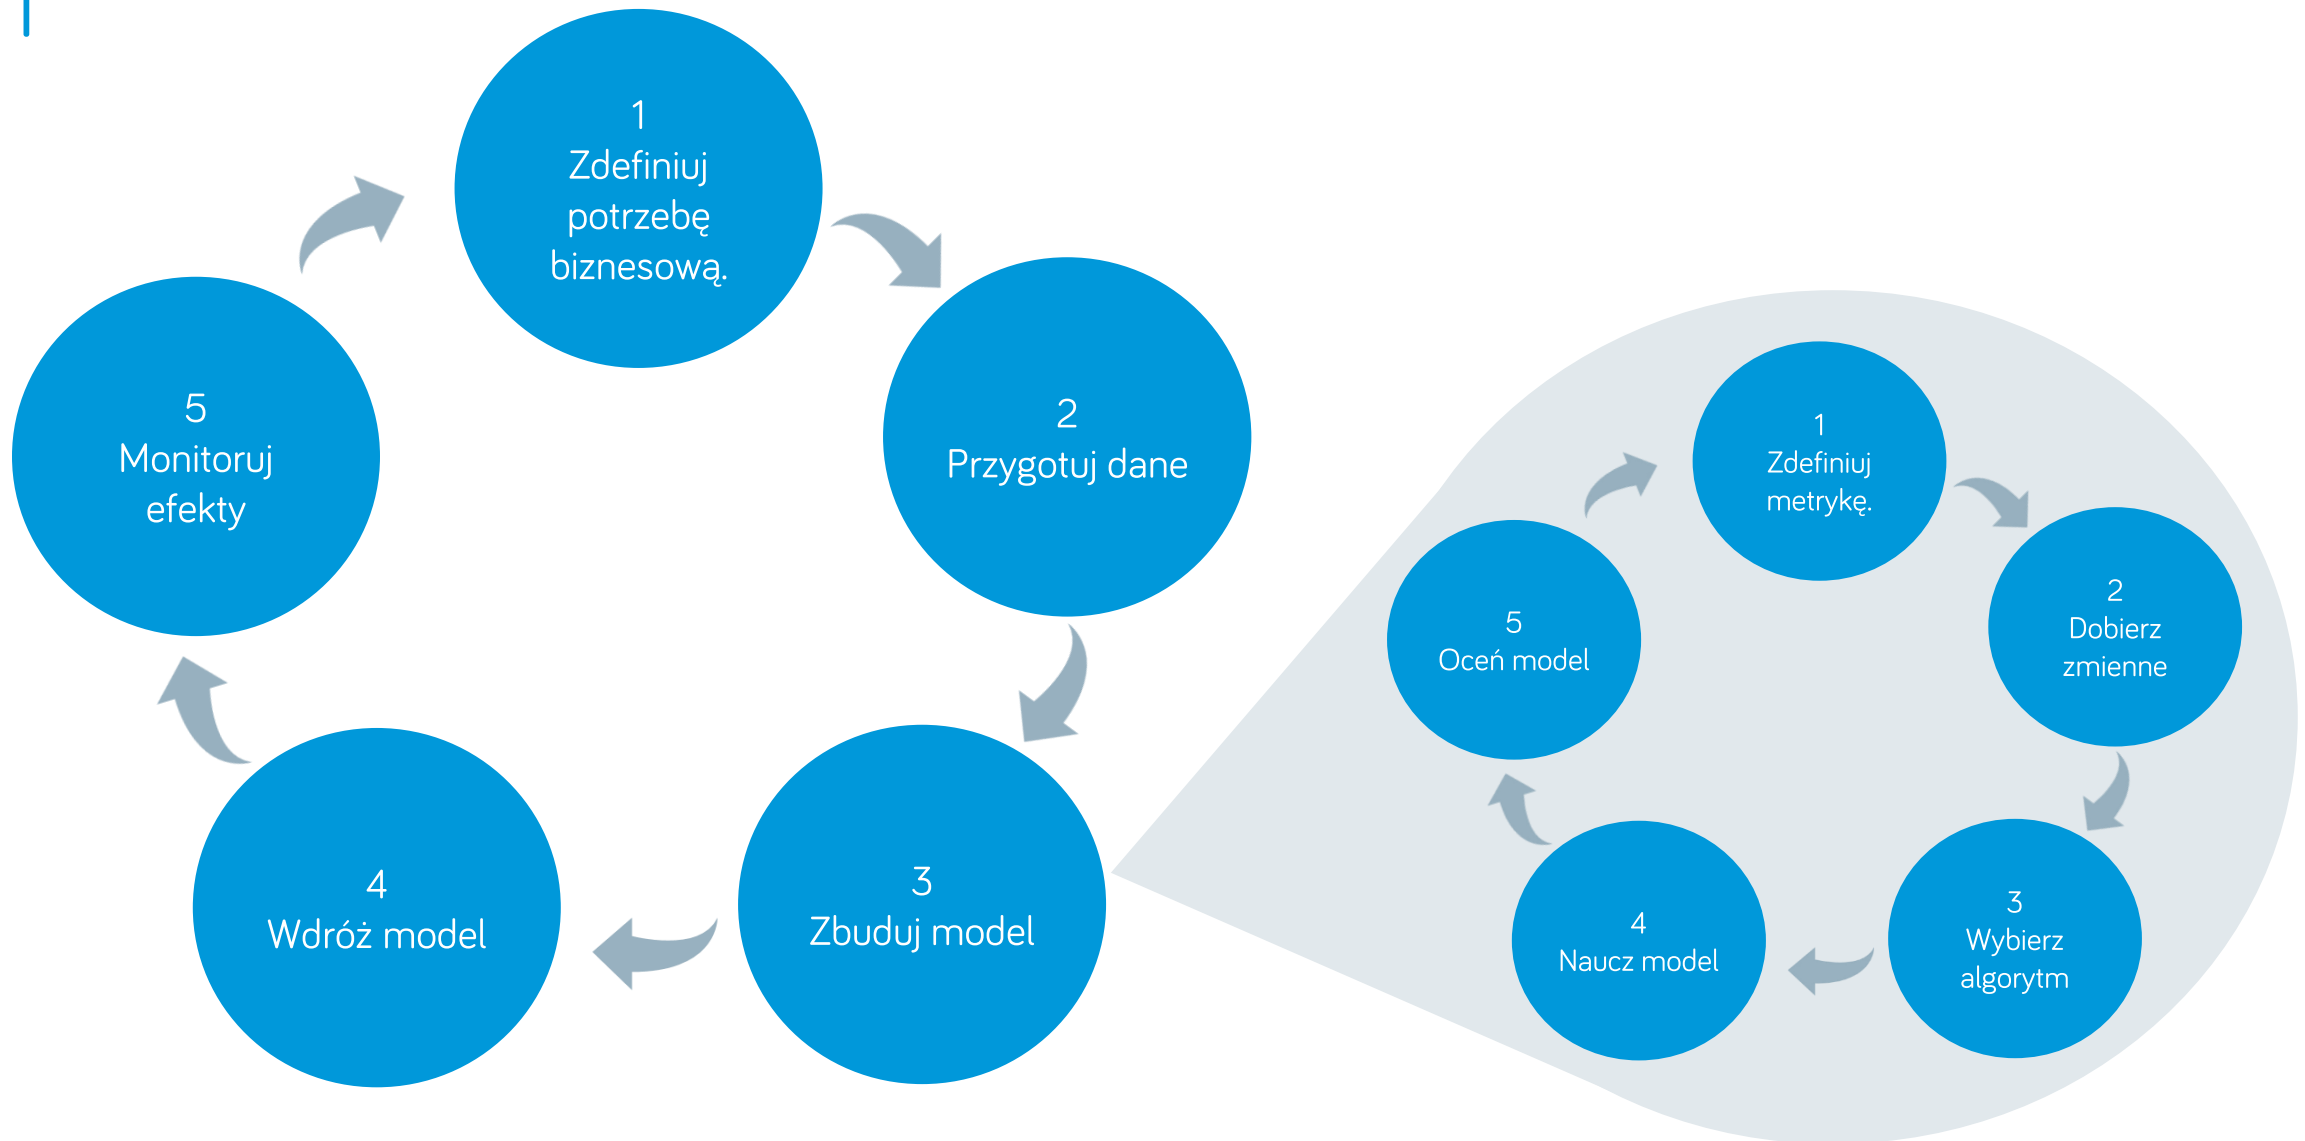 1
Zdefiniuj
potrzebę
biznesową.
2
Przygotuj dane
3
Zbuduj model
4
Wdróż model
5
Monitoruj
efekty
1
Zdefiniuj
metrykę.
2
Dobierz
zmienne
3
Wybierz
algorytm
4
Naucz model
5
Oceń model